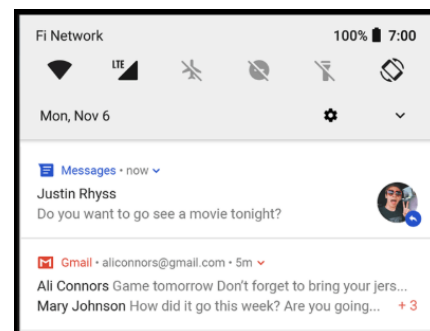 Fi Network 100% 7:00
LTE
Mon, Nov 6
Messages • now
Justin Rhyss
Do you want to go see a movie tonight?
Gmail • aliconnors@gmail.com • 5m
Ali Connors Game tomorrow Don't forget to bring your jers...
Mary Johnson How did it go this week? Are you going... + 3